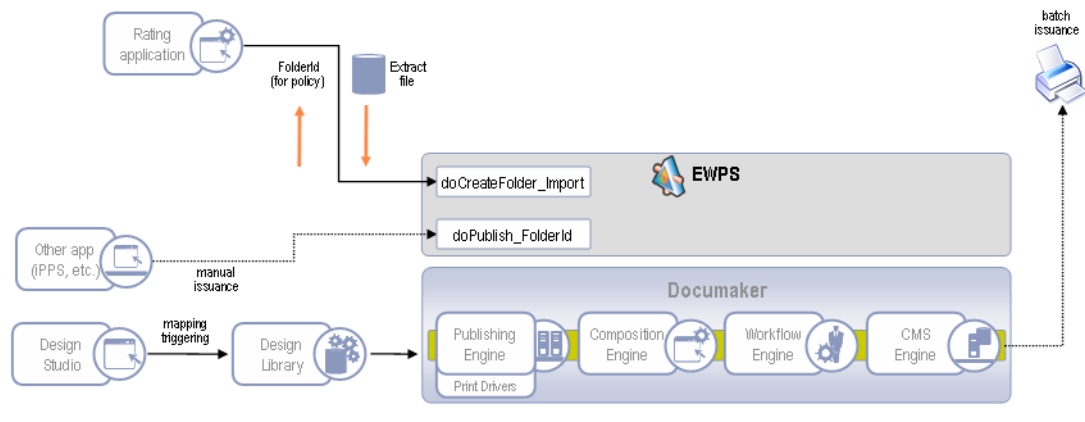 Rating
application
FolderId
(for policy)
Extract
file
batch
issuance
EWPS
doCreateFolder_Import
doPublish_FolderId
Other app
(iPPS, etc.)
manual
issuance
Documaker
Design
Studio
mapping
triggering
Design
Library
Publishing
Engine
Print Drivers
Composition
Engine
Workflow
Engine
CMS
Engine